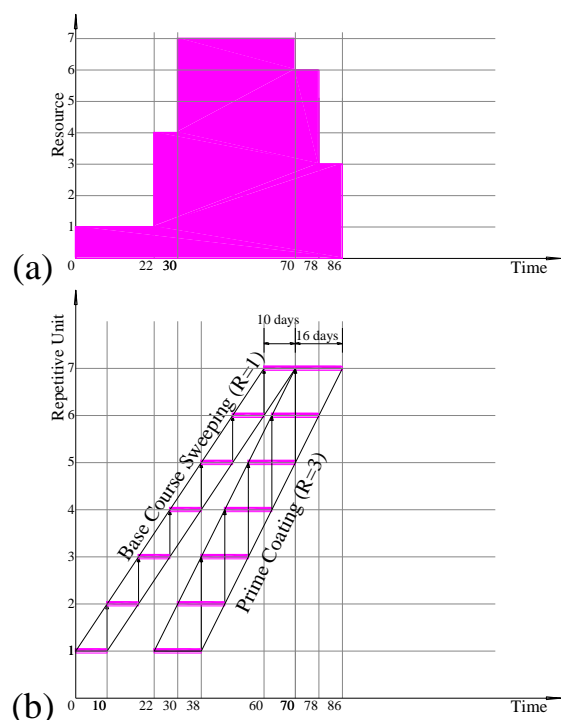 7
6
5
4
3
2
1
Resource
(a)
0 22 30 70 78 86 Time
10 days
16 days
7
6
5
4
3
2
1
Repetitive Unit
Base Course Sweeping (R=1)
Prime Coating (R=3)
(b)
0 10 22 30 38 60 70 78 86 Time